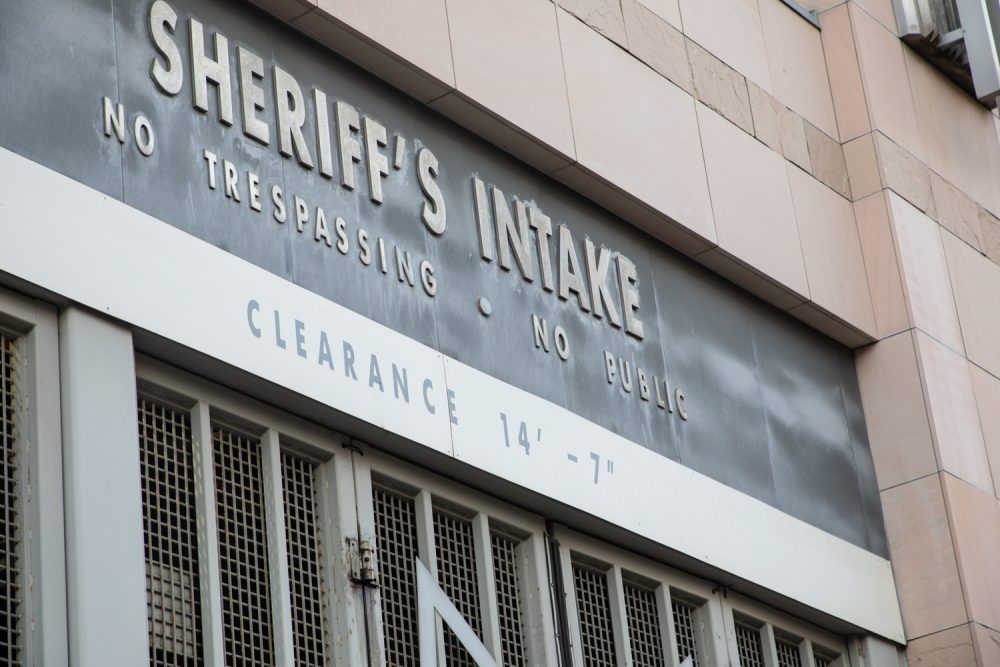 SHERIFF'S INTAKE
NO TRESPASSING • NO PUBLIC
CLEARANCE 14' - 7"